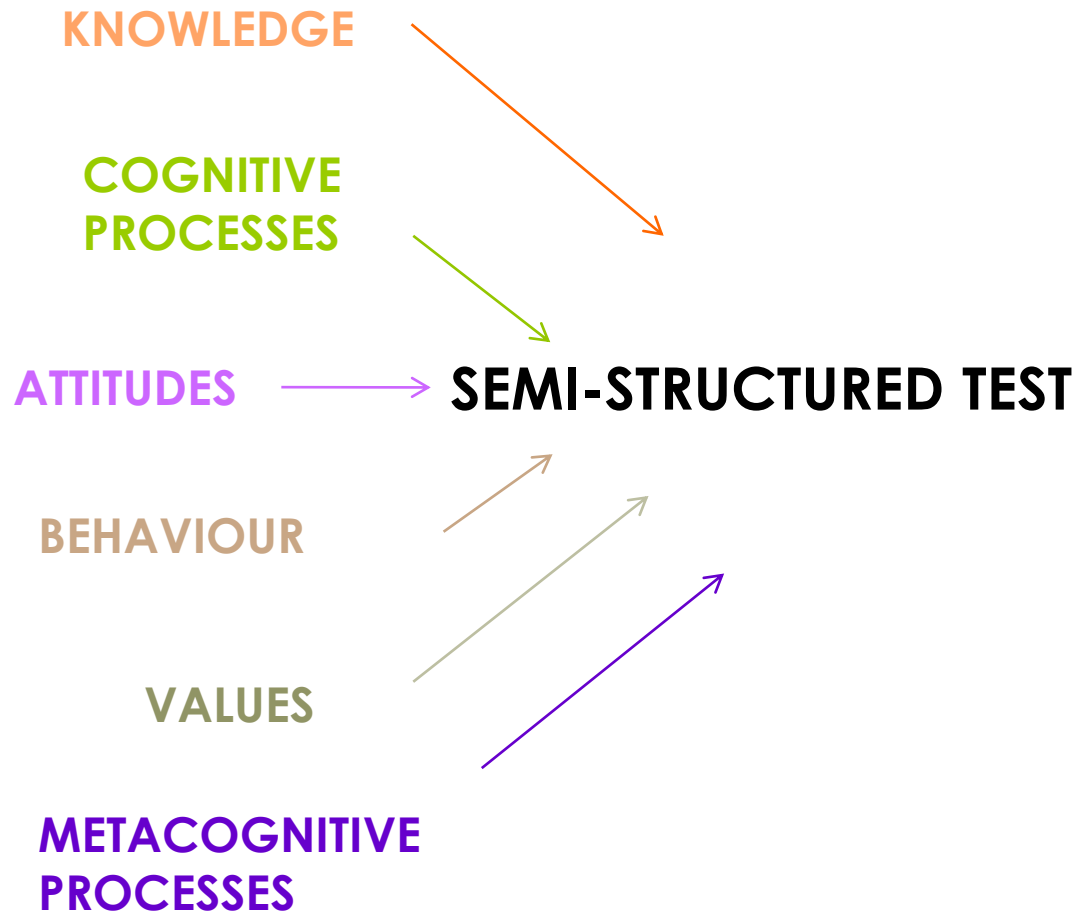 KNOWLEDGE
COGNITIVE
PROCESSES
ATTITUDES
SEMI-STRUCTURED TEST
BEHAVIOUR
VALUES
METACOGNITIVE
PROCESSES